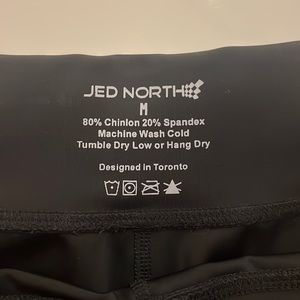 JED NORTH
M
80% Chinlon 20% Spandex
Machine Wash Cold
Tumble Dry Low or Hang Dry
Designed in Toronto